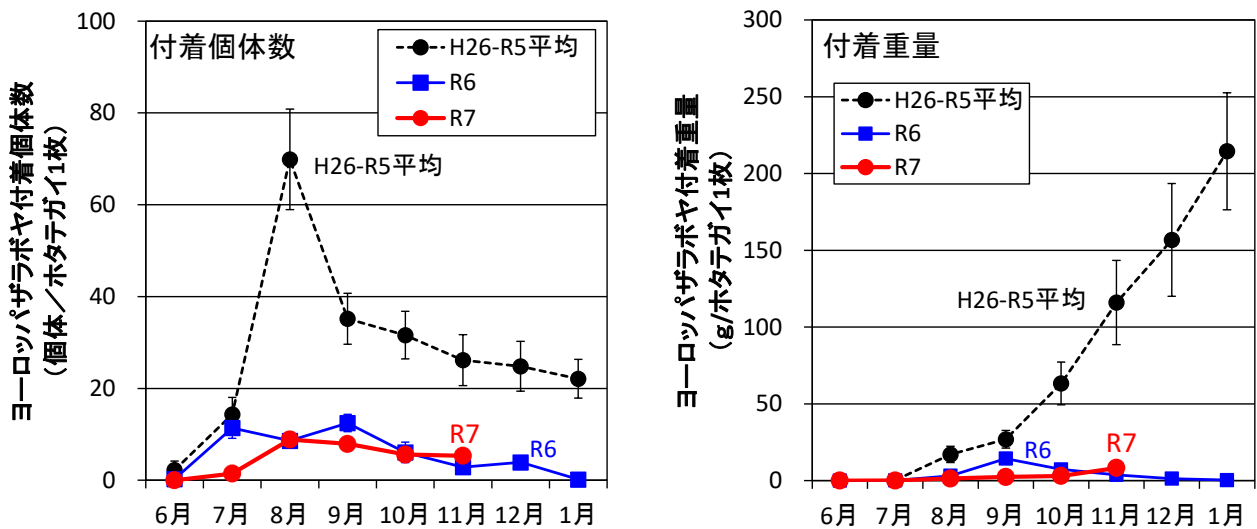 付着個体数
H26-R5平均
R6
R7
H26-R5平均
R7
R6
ヨーロッパザラボヤ付着個体数
（個体／ホタテガイ1枚）
100
80
60
40
20
0
6月 7月 8月 9月 10月 11月 12月 1月
付着重量
H26-R5平均
R6
R7
H26-R5平均
R6
R7
ヨーロッパザラボヤ付着重量
（g/ホタテガイ1枚）
300
250
200
150
100
50
0
6月 7月 8月 9月 10月 11月 12月 1月